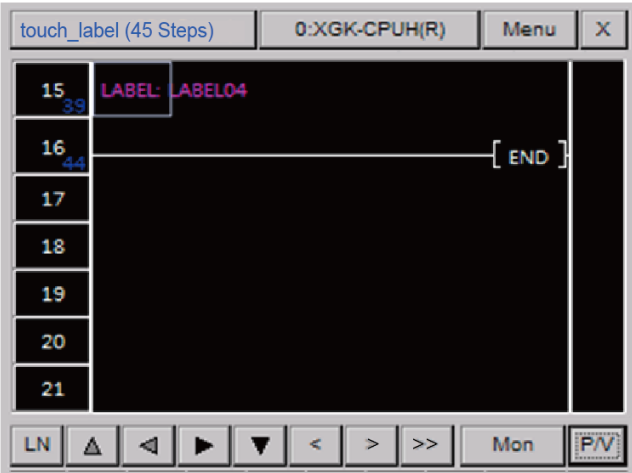 touch_label (45 Steps) 0:XGK-CPUH(R) Menu X
15 39 LABEL: LABEL04
16 44 END
17
18
19
20
21
LN < > >> Mon P/V